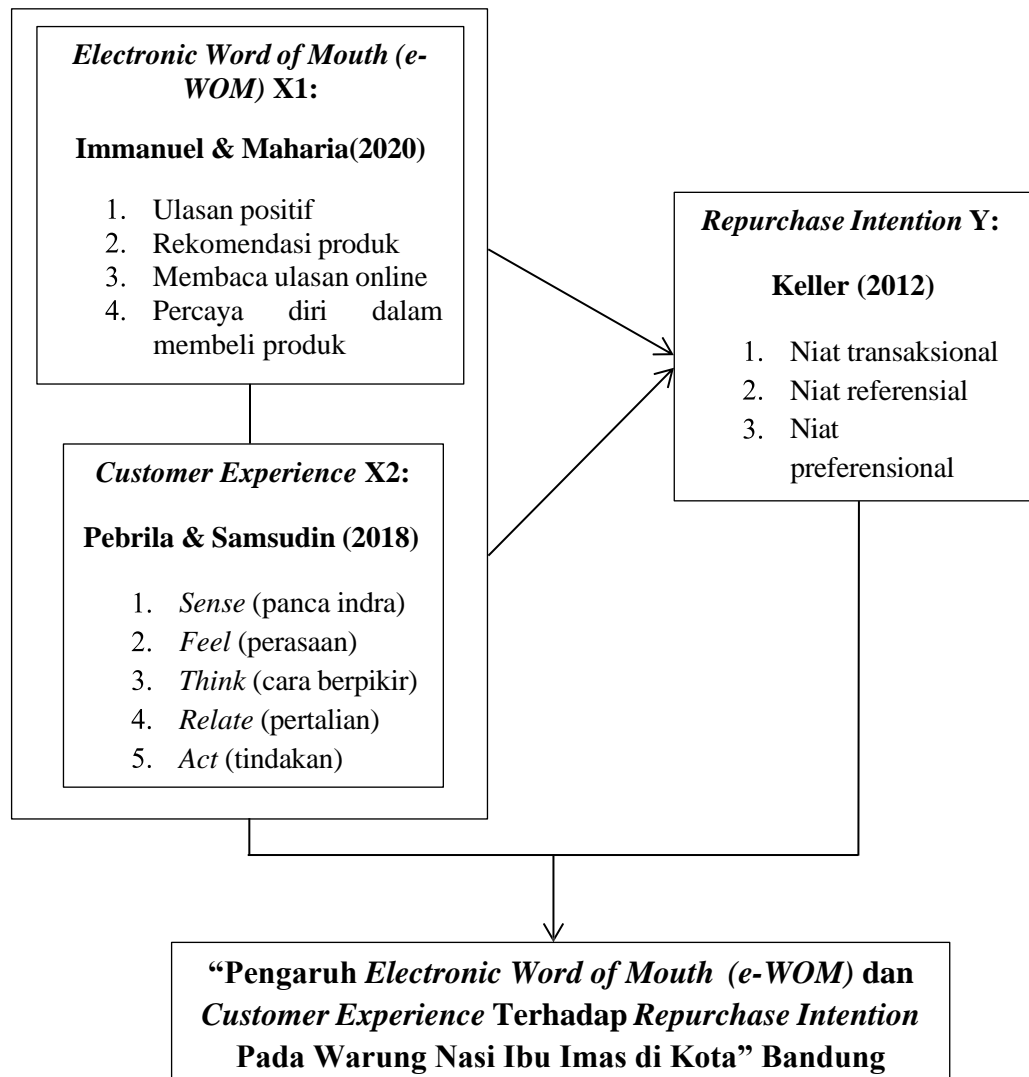 Electronic Word of Mouth (e-
WOM) X1:
Immanuel & Maharia(2020)
1. Ulasan positif
2. Rekomendasi produk
3. Membaca ulasan online
4. Percaya diri dalam
membeli produk
Customer Experience X2:
Pebrila & Samsudin (2018)
1. Sense (panca indra)
2. Feel (perasaan)
3. Think (cara berpikir)
4. Relate (pertalian)
5. Act (tindakan)
Repurchase Intention Y:
Keller (2012)
1. Niat transaksional
2. Niat referensial
3. Niat
preferensional
“Pengaruh Electronic Word of Mouth (e-WOM) dan
Customer Experience Terhadap Repurchase Intention
Pada Warung Nasi Ibu Imas di Kota” Bandung